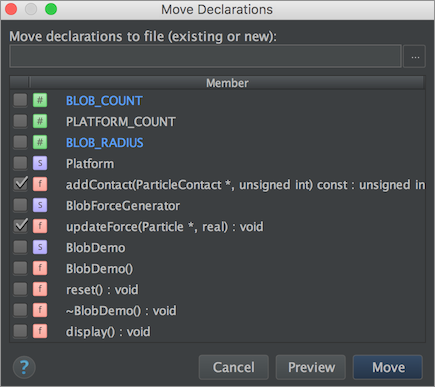 Move Declarations
Move declarations to file (existing or new):
...
Member
# BLOB_COUNT
# PLATFORM_COUNT
# BLOB_RADIUS
S Platform
f addContact(ParticleContact *, unsigned int) const : unsigned in
S BlobForceGenerator
f updateForce(Particle *, real) : void
S BlobDemo
f BlobDemo()
f reset() : void
f ~BlobDemo() : void
f display() : void
? Cancel Preview Move